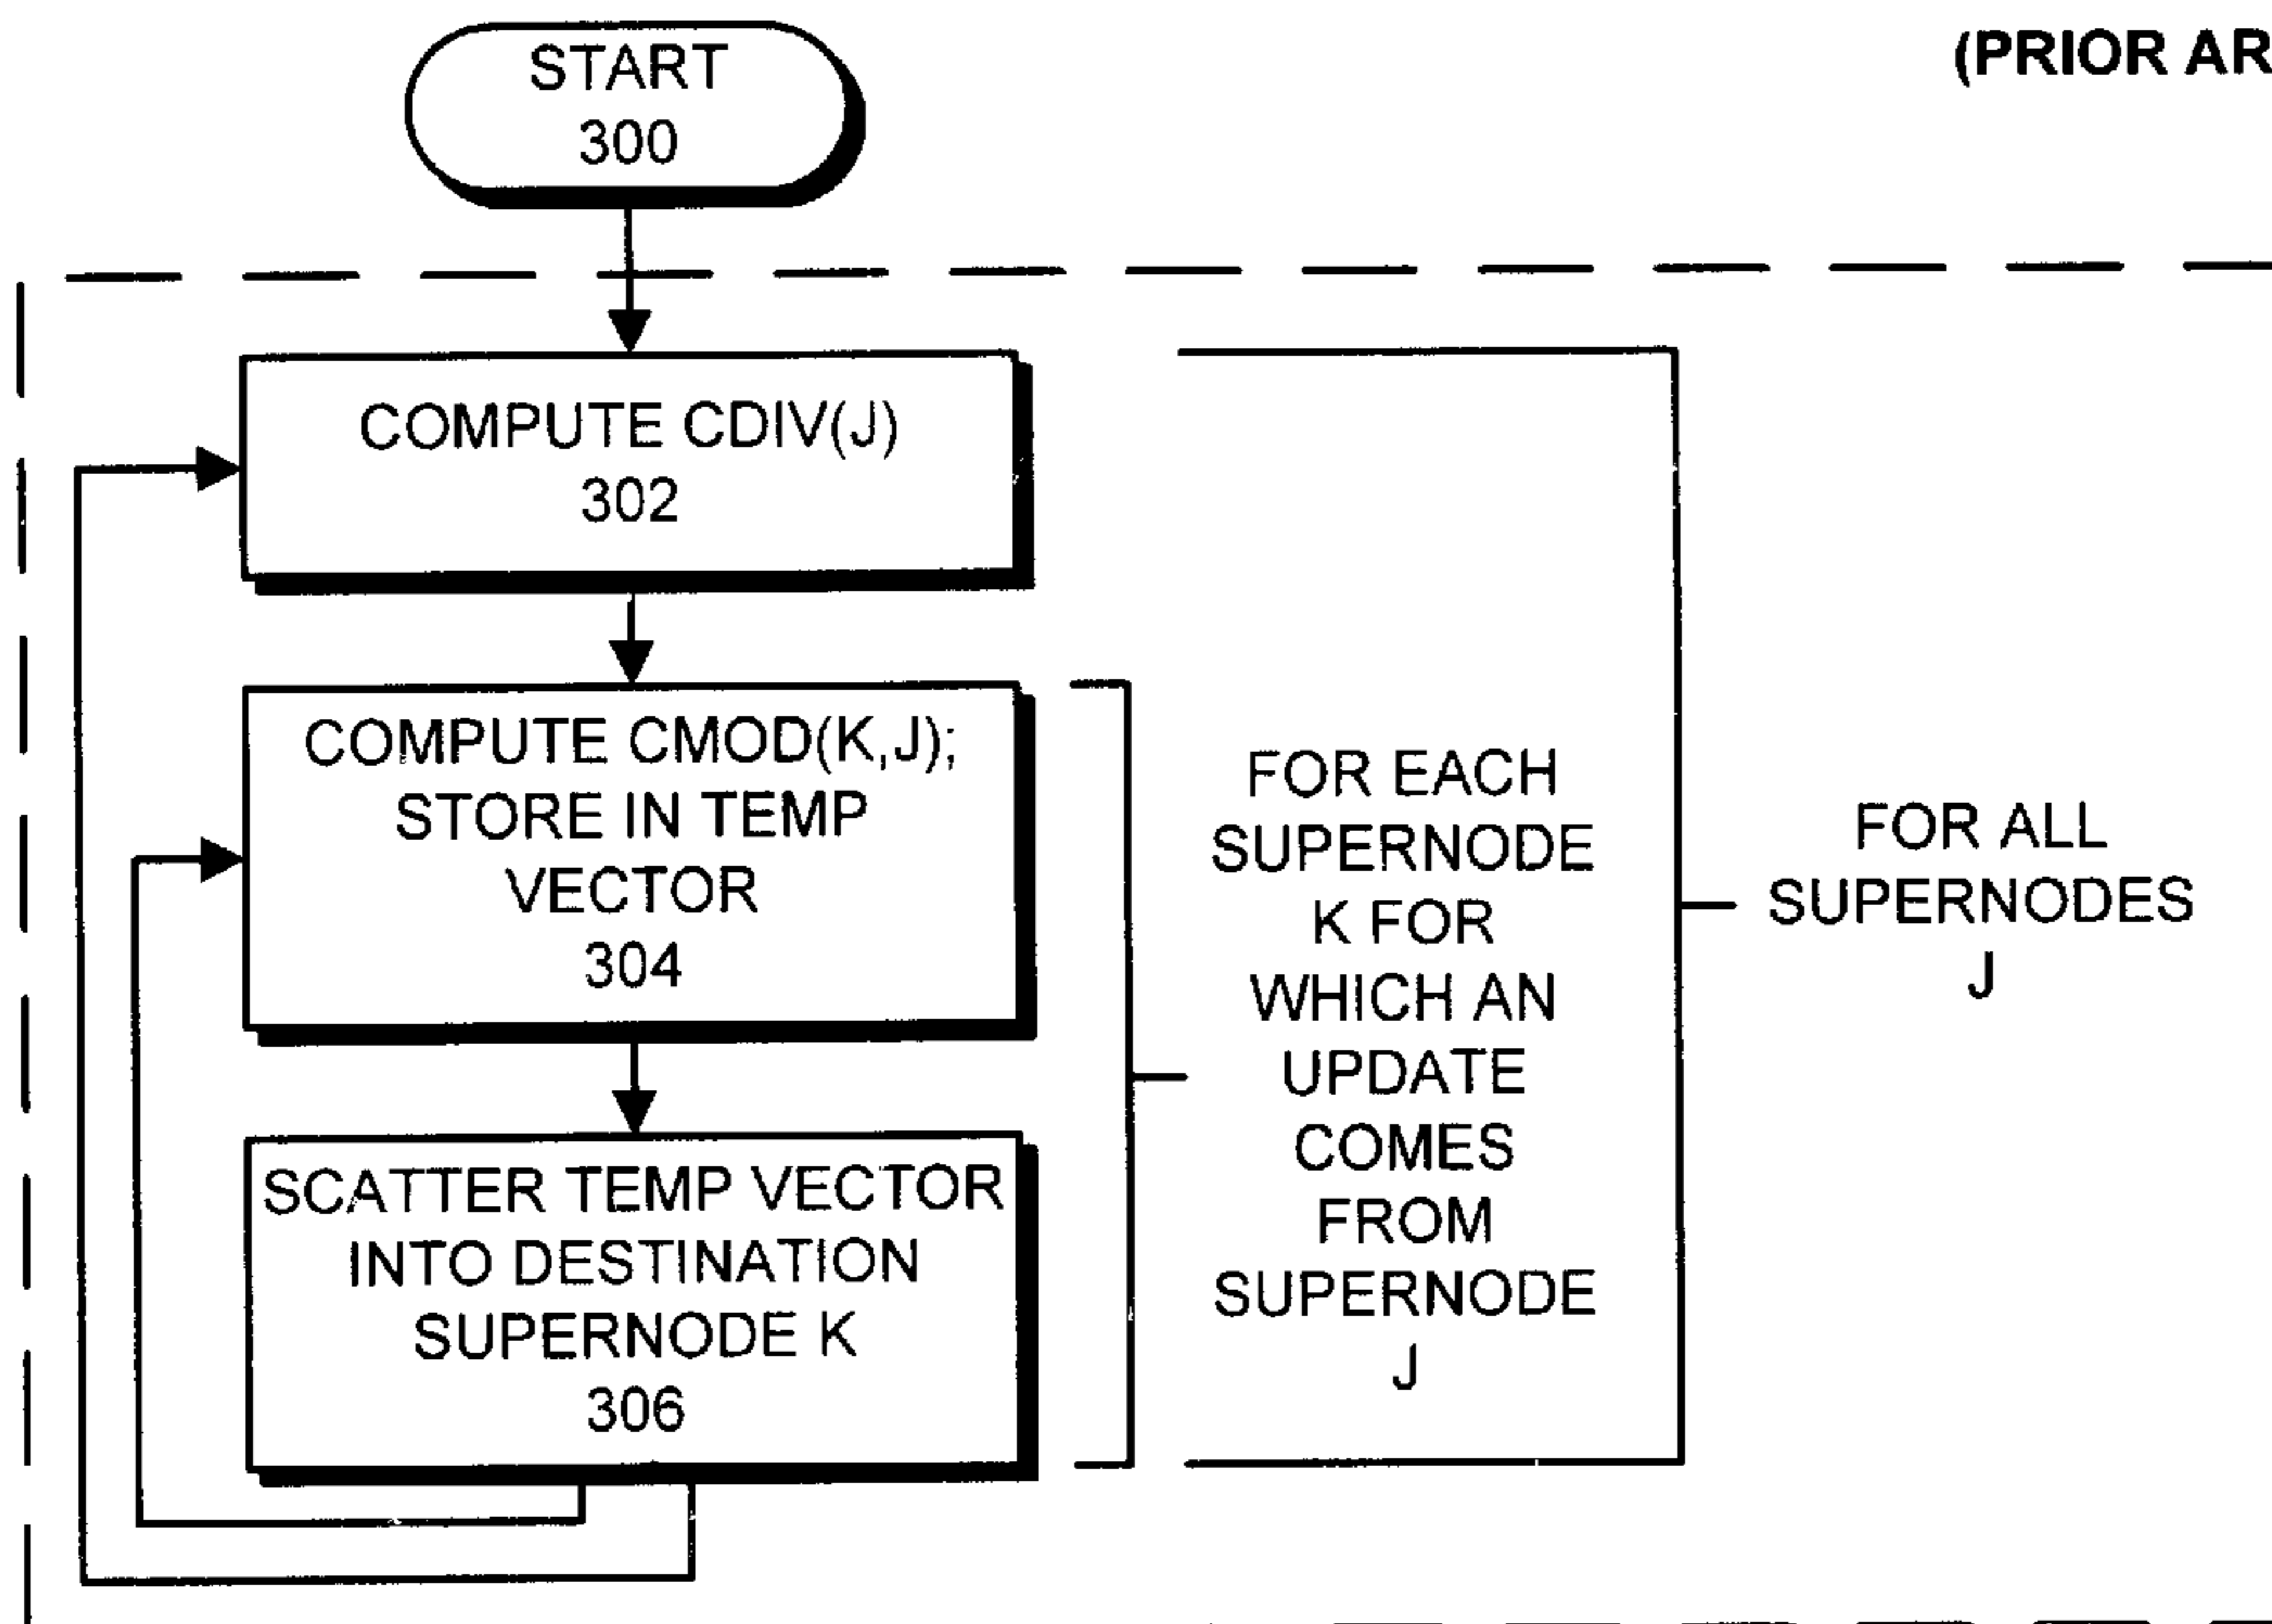 (PRIOR AR
START
300
COMPUTE CDIV(J)
302
COMPUTE CMOD(K,J);
STORE IN TEMP
VECTOR
304
SCATTER TEMP VECTOR
INTO DESTINATION
SUPERNODE K
306
FOR EACH
SUPERNODE
K FOR
WHICH AN
UPDATE
COMES
FROM
SUPERNODE
J
FOR ALL
SUPERNODES
J